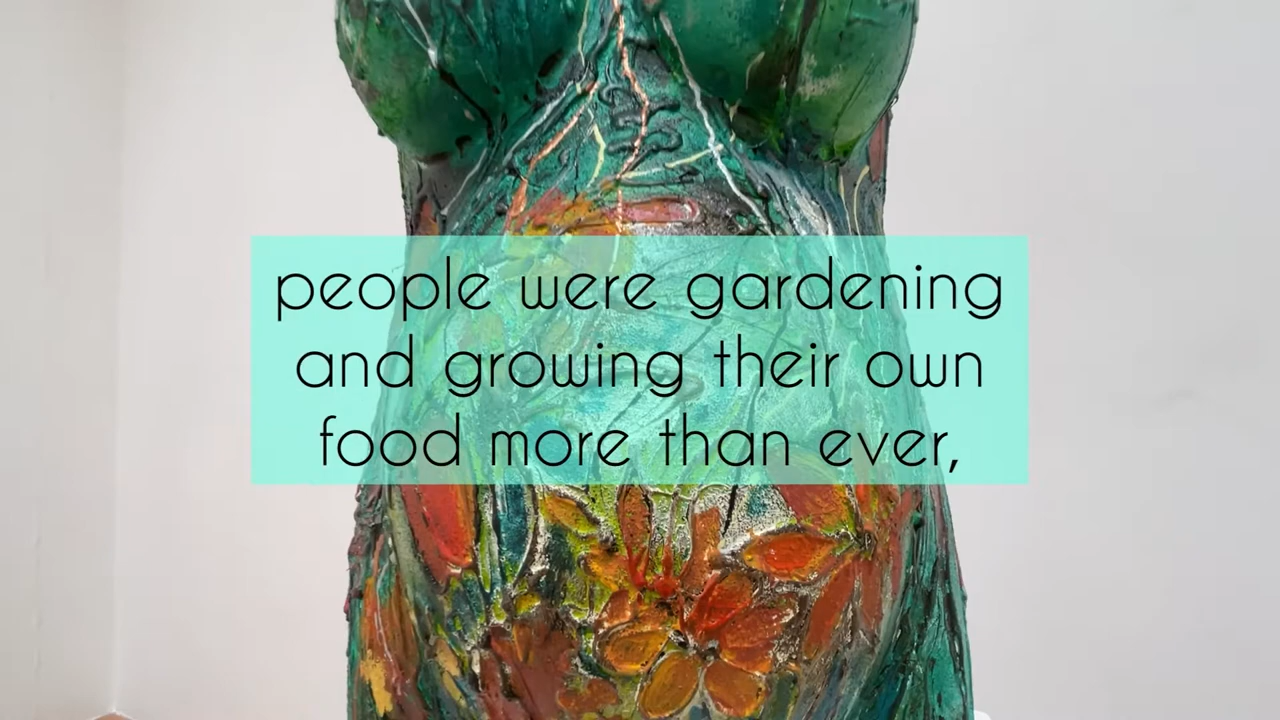 people were gardening
and growing their own
food more than ever,